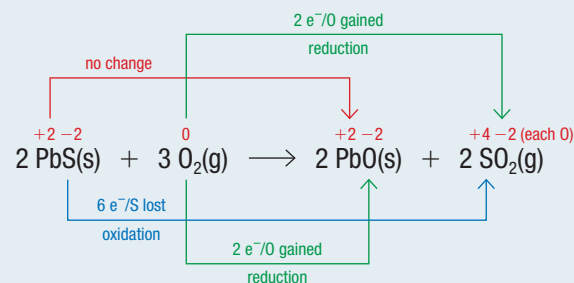 2 e⁻/O gained
reduction
no change
+2 −2 0 +2 −2 +4 −2 (each O)
2 PbS(s) + 3 O₂(g) ⟶ 2 PbO(s) + 2 SO₂(g)
6 e⁻/S lost
oxidation
2 e⁻/O gained
reduction